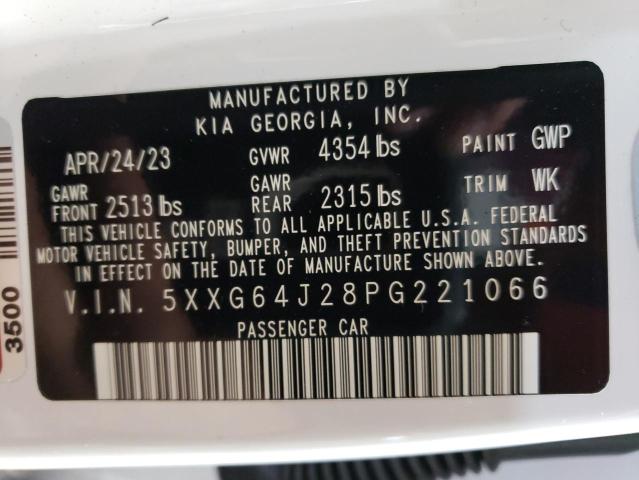 MANUFACTURED BY
KIA GEORGIA, INC.
APR/24/23 GVWR 4354 lbs PAINT GWP
GAWR FRONT 2513 lbs GAWR REAR 2315 lbs TRIM WK
THIS VEHICLE CONFORMS TO ALL APPLICABLE U.S.A. FEDERAL
MOTOR VEHICLE SAFETY, BUMPER, AND THEFT PREVENTION STANDARDS
IN EFFECT ON THE DATE OF MANUFACTURE SHOWN ABOVE.
V.I.N. 5XXG64J28PG221066
PASSENGER CAR
3500